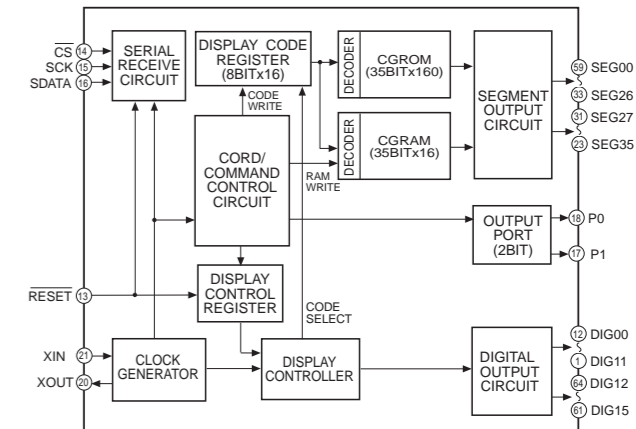 CS 14
SCK 15
SDATA 16
SERIAL
RECEIVE
CIRCUIT
DISPLAY CODE
REGISTER
(8BITx16)
CODE
WRITE
DECODER
CGROM
(35BITx160)
DECODER
CGRAM
(35BITx16)
SEGMENT
OUTPUT
CIRCUIT
59 SEG00
33 SEG26
31 SEG27
23 SEG35
CORD/
COMMAND
CONTROL
CIRCUIT
RAM
WRITE
OUTPUT
PORT
(2BIT)
18 P0
17 P1
RESET 13
DISPLAY
CONTROL
REGISTER
CODE
SELECT
XIN 21
XOUT 20
CLOCK
GENERATOR
DISPLAY
CONTROLLER
DIGITAL
OUTPUT
CIRCUIT
12 DIG00
1 DIG11
64 DIG12
61 DIG15